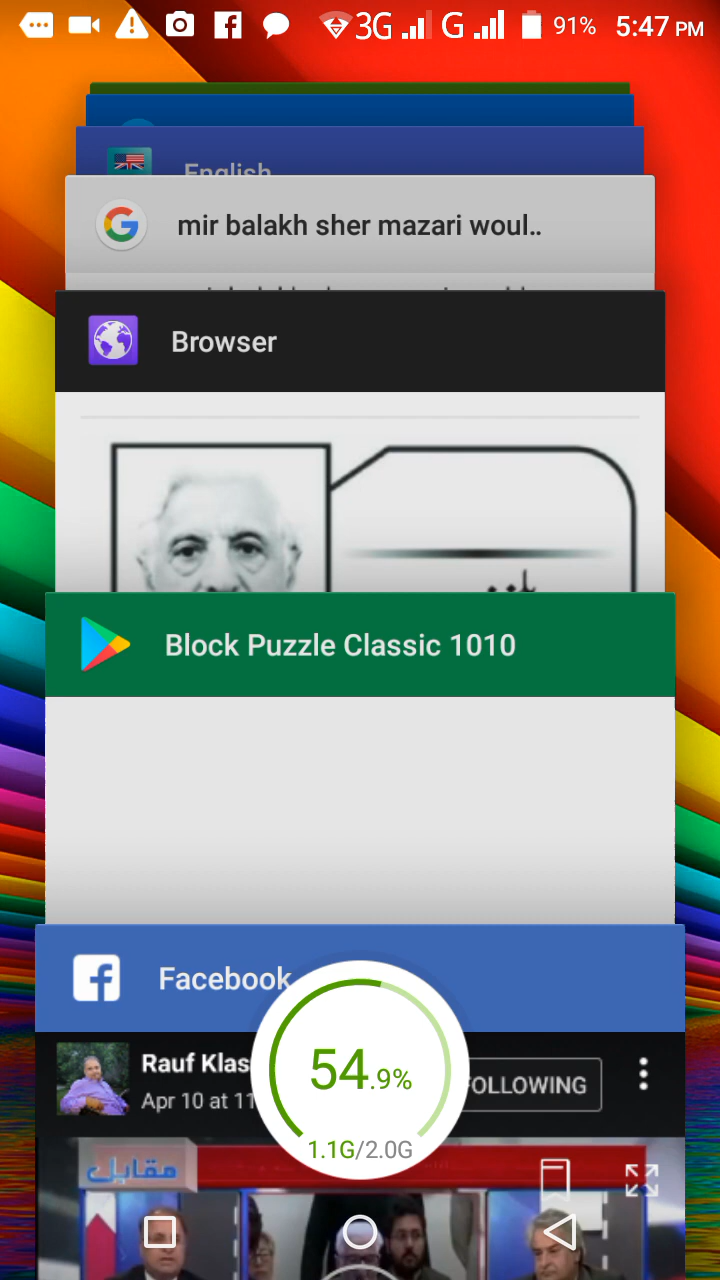 3G G 91% 5:47 PM
English
mir balakh sher mazari woul..
Browser
Block Puzzle Classic 1010
Facebook
Rauf Klas
FOLLOWING
Apr 10 at 11
54.9%
1.1G/2.0G
مقابل